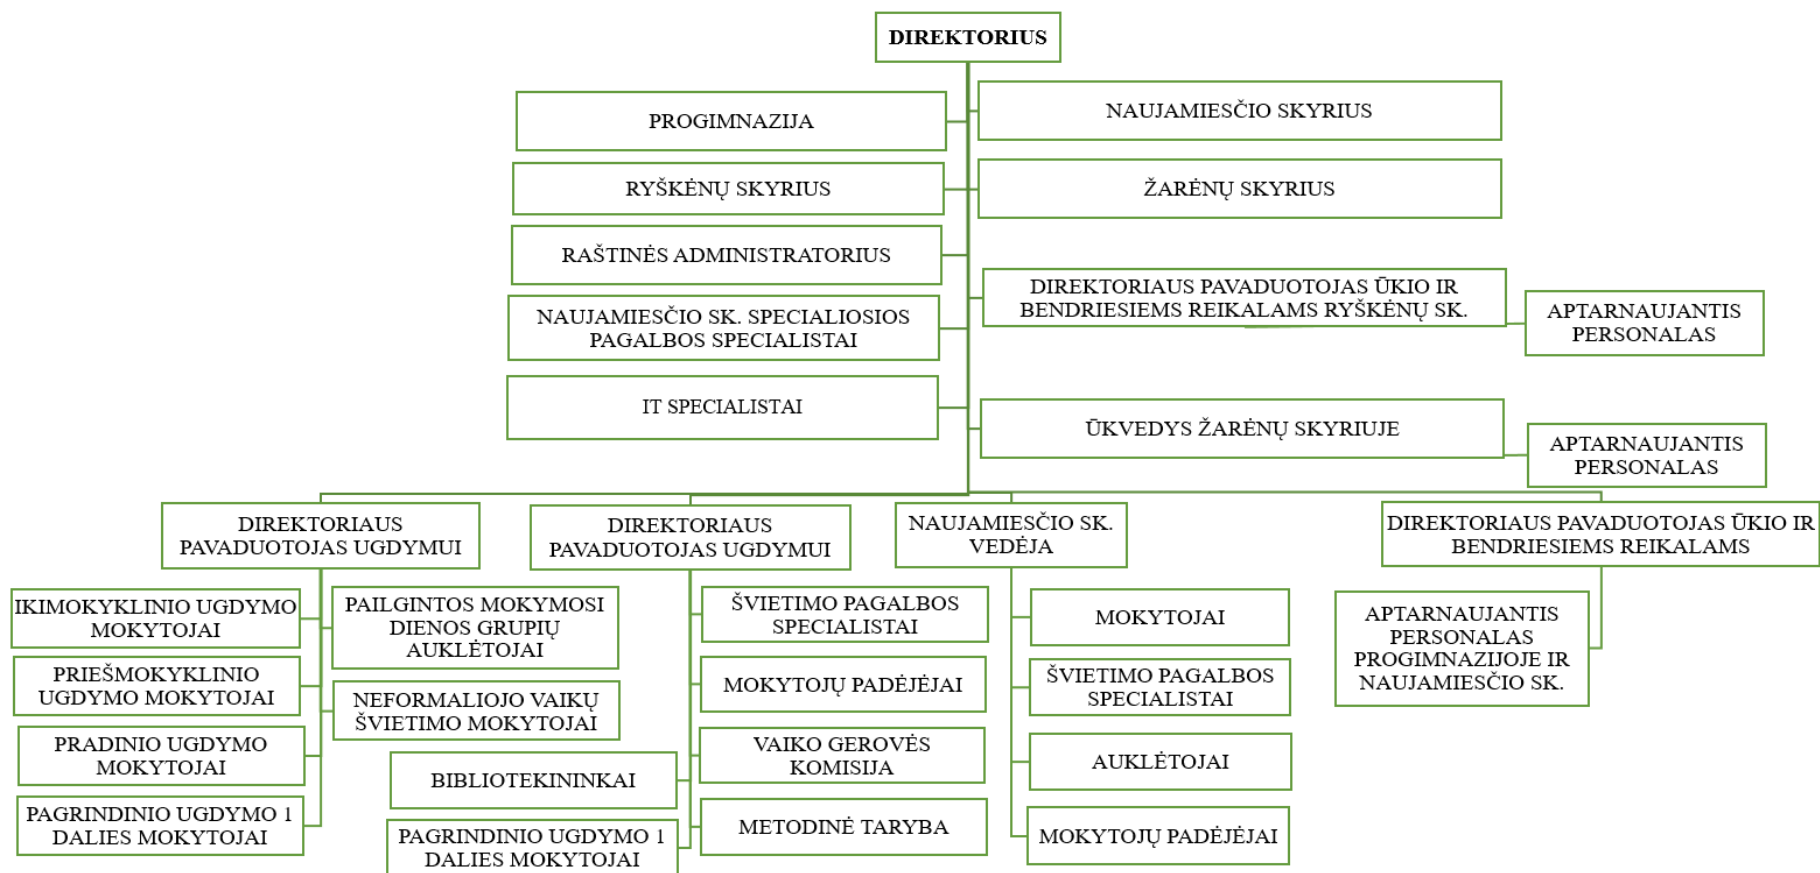 DIREKTORIUS
PROGIMNAZIJA
NAUJAMIESČIO SKYRIUS
RYŠKĖNŲ SKYRIUS
ŽARĖNŲ SKYRIUS
RAŠTINĖS ADMINISTRATORIUS
DIREKTORIAUS PAVADUOTOJAS ŪKIO IR
BENDRIESIEMS REIKALAMS RYŠKĖNŲ SK.
APTARNAUJANTIS
PERSONALAS
NAUJAMIESČIO SK. SPECIALIOSIOS
PAGALBOS SPECIALISTAI
IT SPECIALISTAI
ŪKVEDYS ŽARĖNŲ SKYRIUJE
APTARNAUJANTIS
PERSONALAS
DIREKTORIAUS
PAVADUOTOJAS UGDYMUI
IKIMOKYKLINIO UGDYMO
MOKYTOJAI
PRIEŠMOKYKLINIO
UGDYMO MOKYTOJAI
PRADINIO UGDYMO
MOKYTOJAI
PAGRINDINIO UGDYMO 1
DALIES MOKYTOJAI
PAILGINTOS MOKYMOSI
DIENOS GRUPIŲ
AUKLĖTOJAI
NEFORMALIOJO VAIKŲ
ŠVIETIMO MOKYTOJAI
DIREKTORIAUS
PAVADUOTOJAS UGDYMUI
ŠVIETIMO PAGALBOS
SPECIALISTAI
MOKYTOJŲ PADĖJĖJAI
VAIKO GEROVĖS
KOMISIJA
METODINĖ TARYBA
BIBLIOTEKININKAI
PAGRINDINIO UGDYMO 1
DALIES MOKYTOJAI
NAUJAMIESČIO SK.
VEDĖJA
MOKYTOJAI
ŠVIETIMO PAGALBOS
SPECIALISTAI
AUKLĖTOJAI
MOKYTOJŲ PADĖJĖJAI
DIREKTORIAUS PAVADUOTOJAS ŪKIO IR
BENDRIESIEMS REIKALAMS
APTARNAUJANTIS
PERSONALAS
PROGIMNAZIJOJE IR
NAUJAMIESČIO SK.